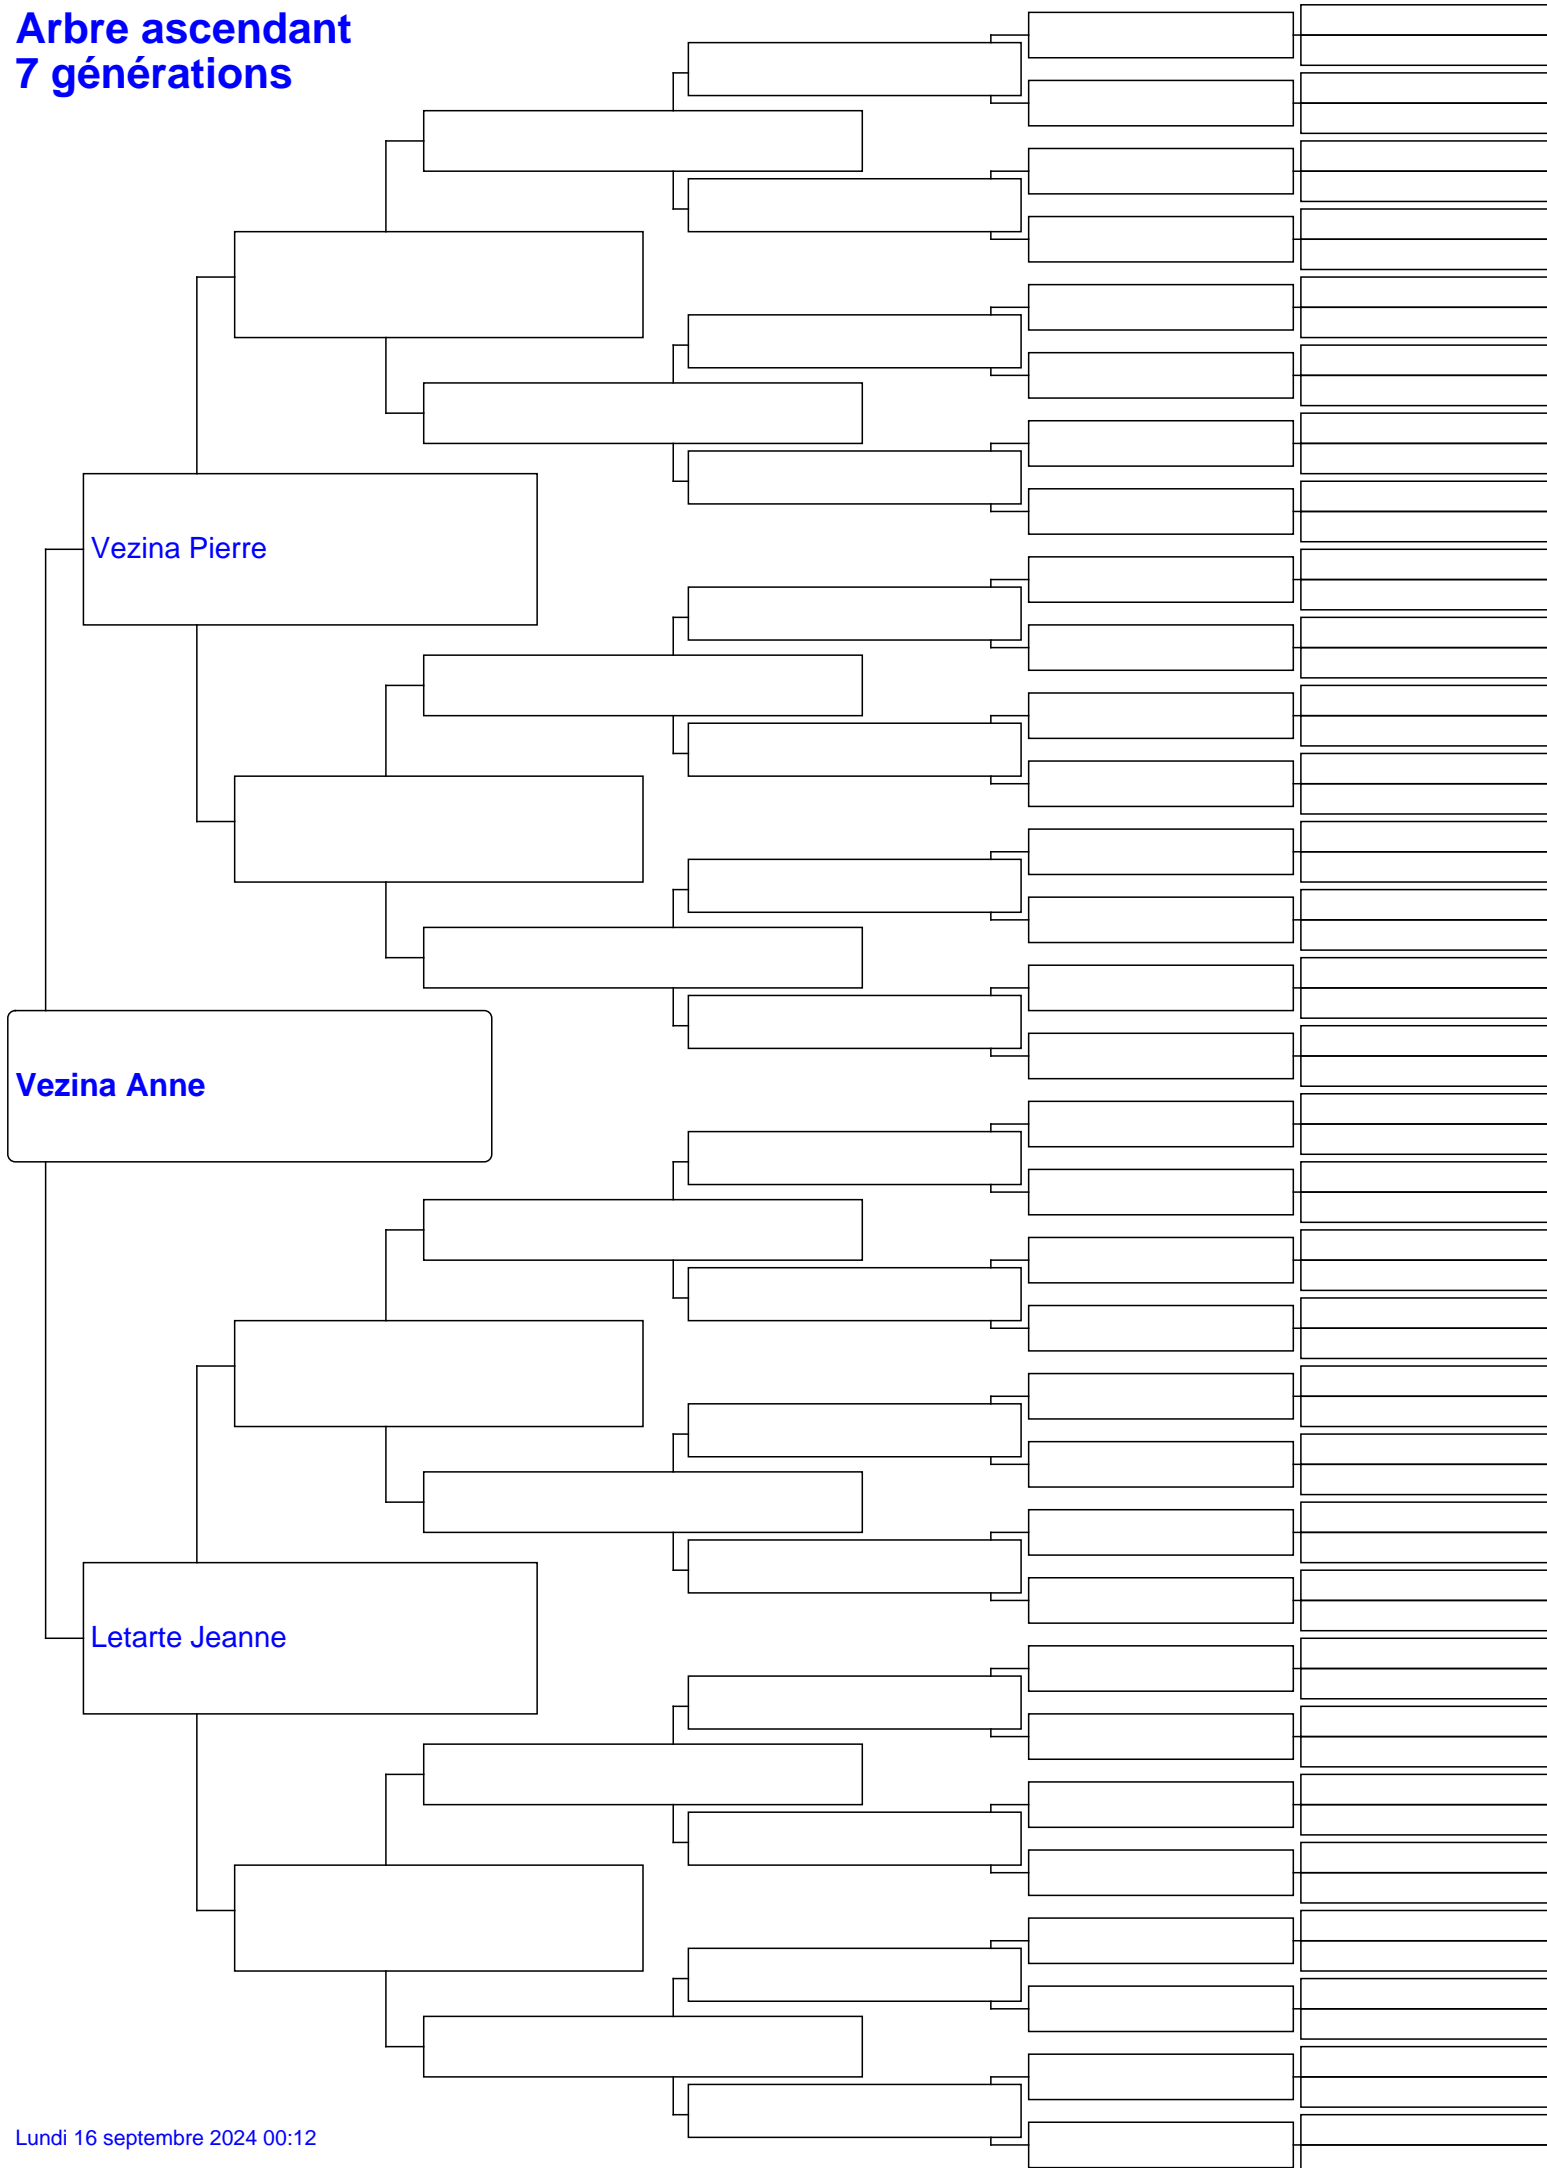 Arbre ascendant
7 générations
Vezina Pierre
Vezina Anne
Letarte Jeanne
Lundi 16 septembre 2024 00:12